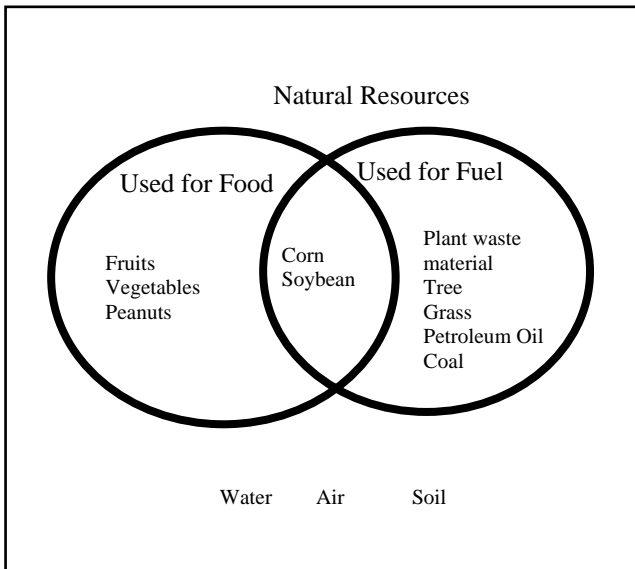 Natural Resources
Used for Food
Used for Fuel
Fruits
Vegetables
Peanuts
Corn
Soybean
Plant waste
material
Tree
Grass
Petroleum Oil
Coal
Water Air Soil